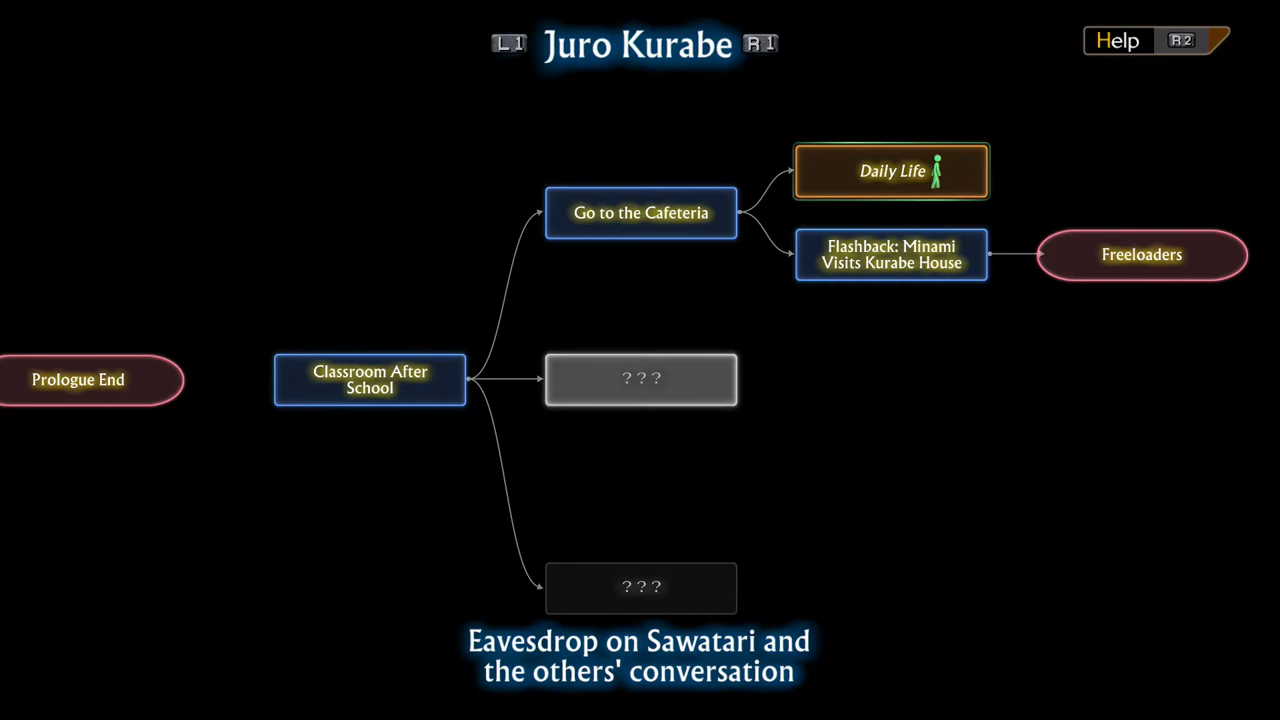 L1 Juro Kurabe R1
Help R2
Daily Life
Go to the Cafeteria
Flashback: Minami
Visits Kurabe House
Freeloaders
Prologue End
Classroom After
School
? ? ?
? ? ?
Eavesdrop on Sawatari and
the others' conversation